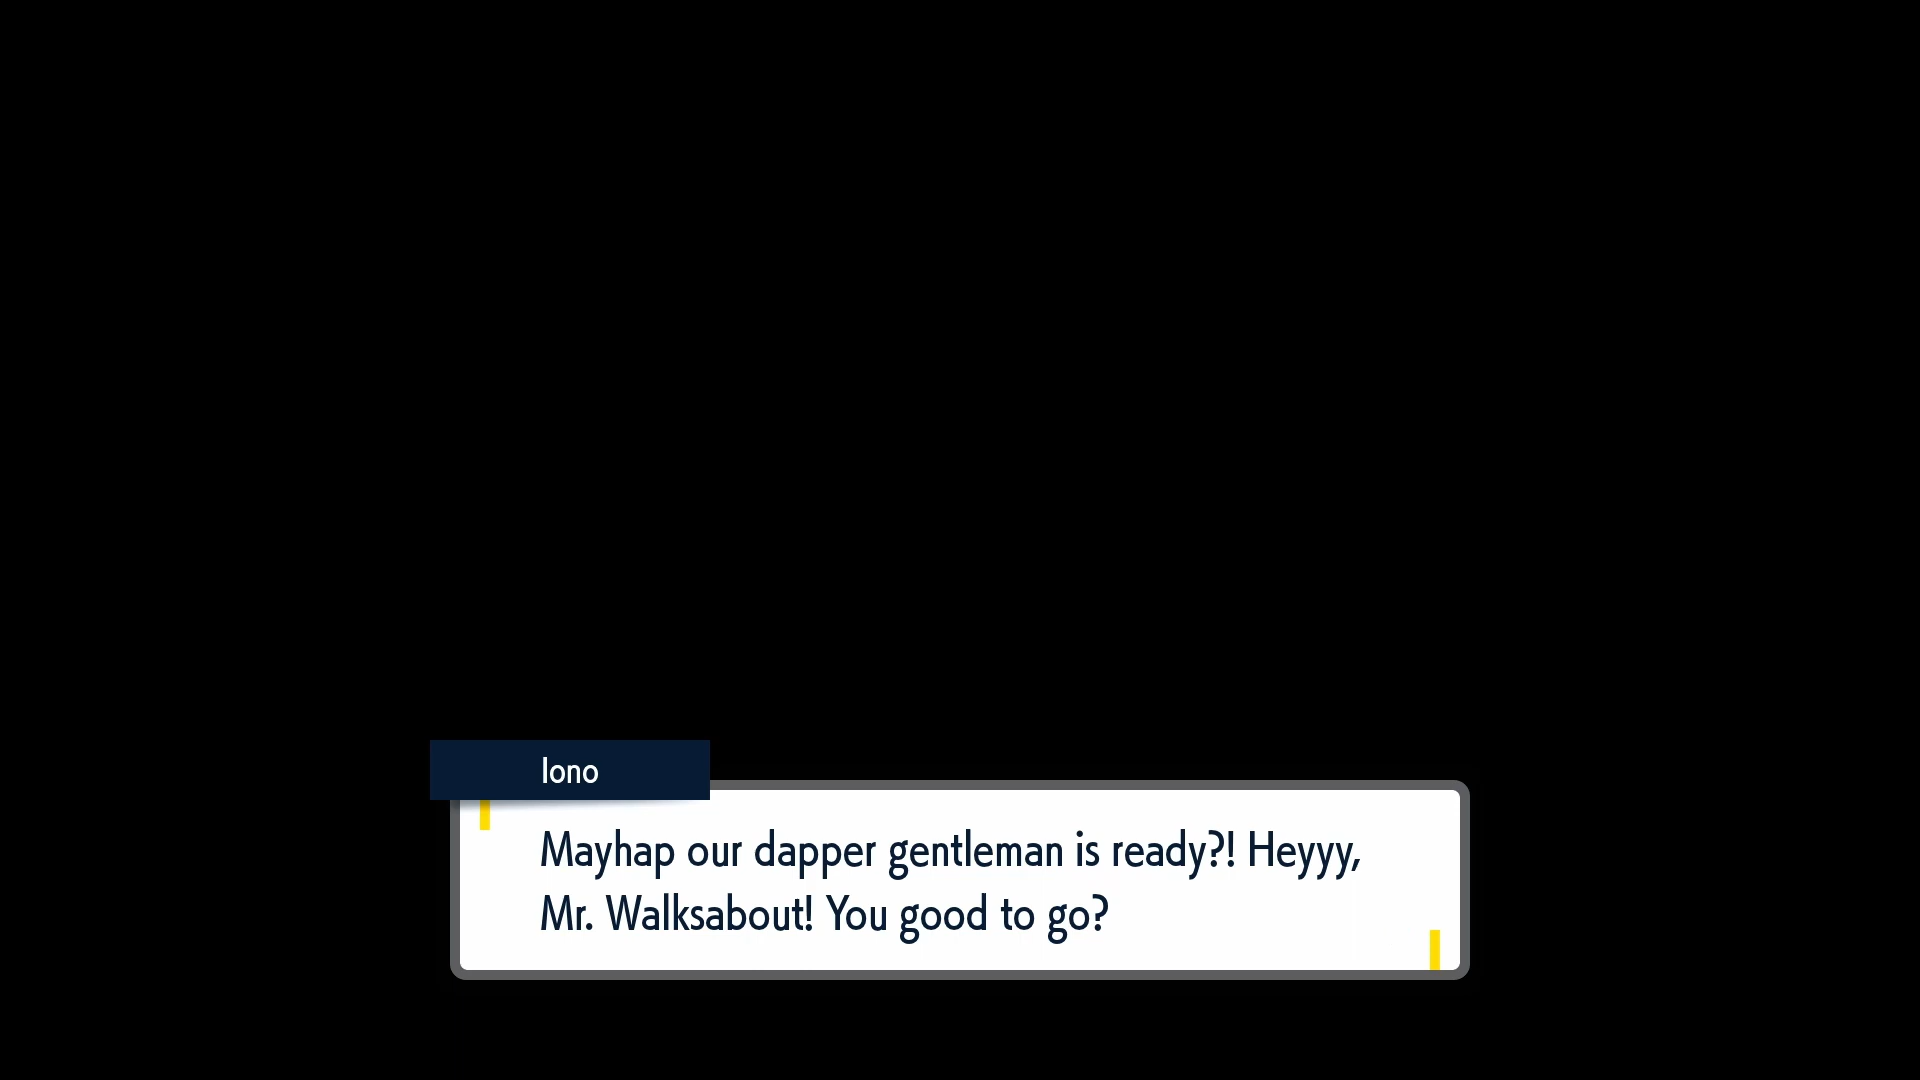 Iono
Mayhap our dapper gentleman is ready?! Heyyy,
Mr. Walksabout! You good to go?